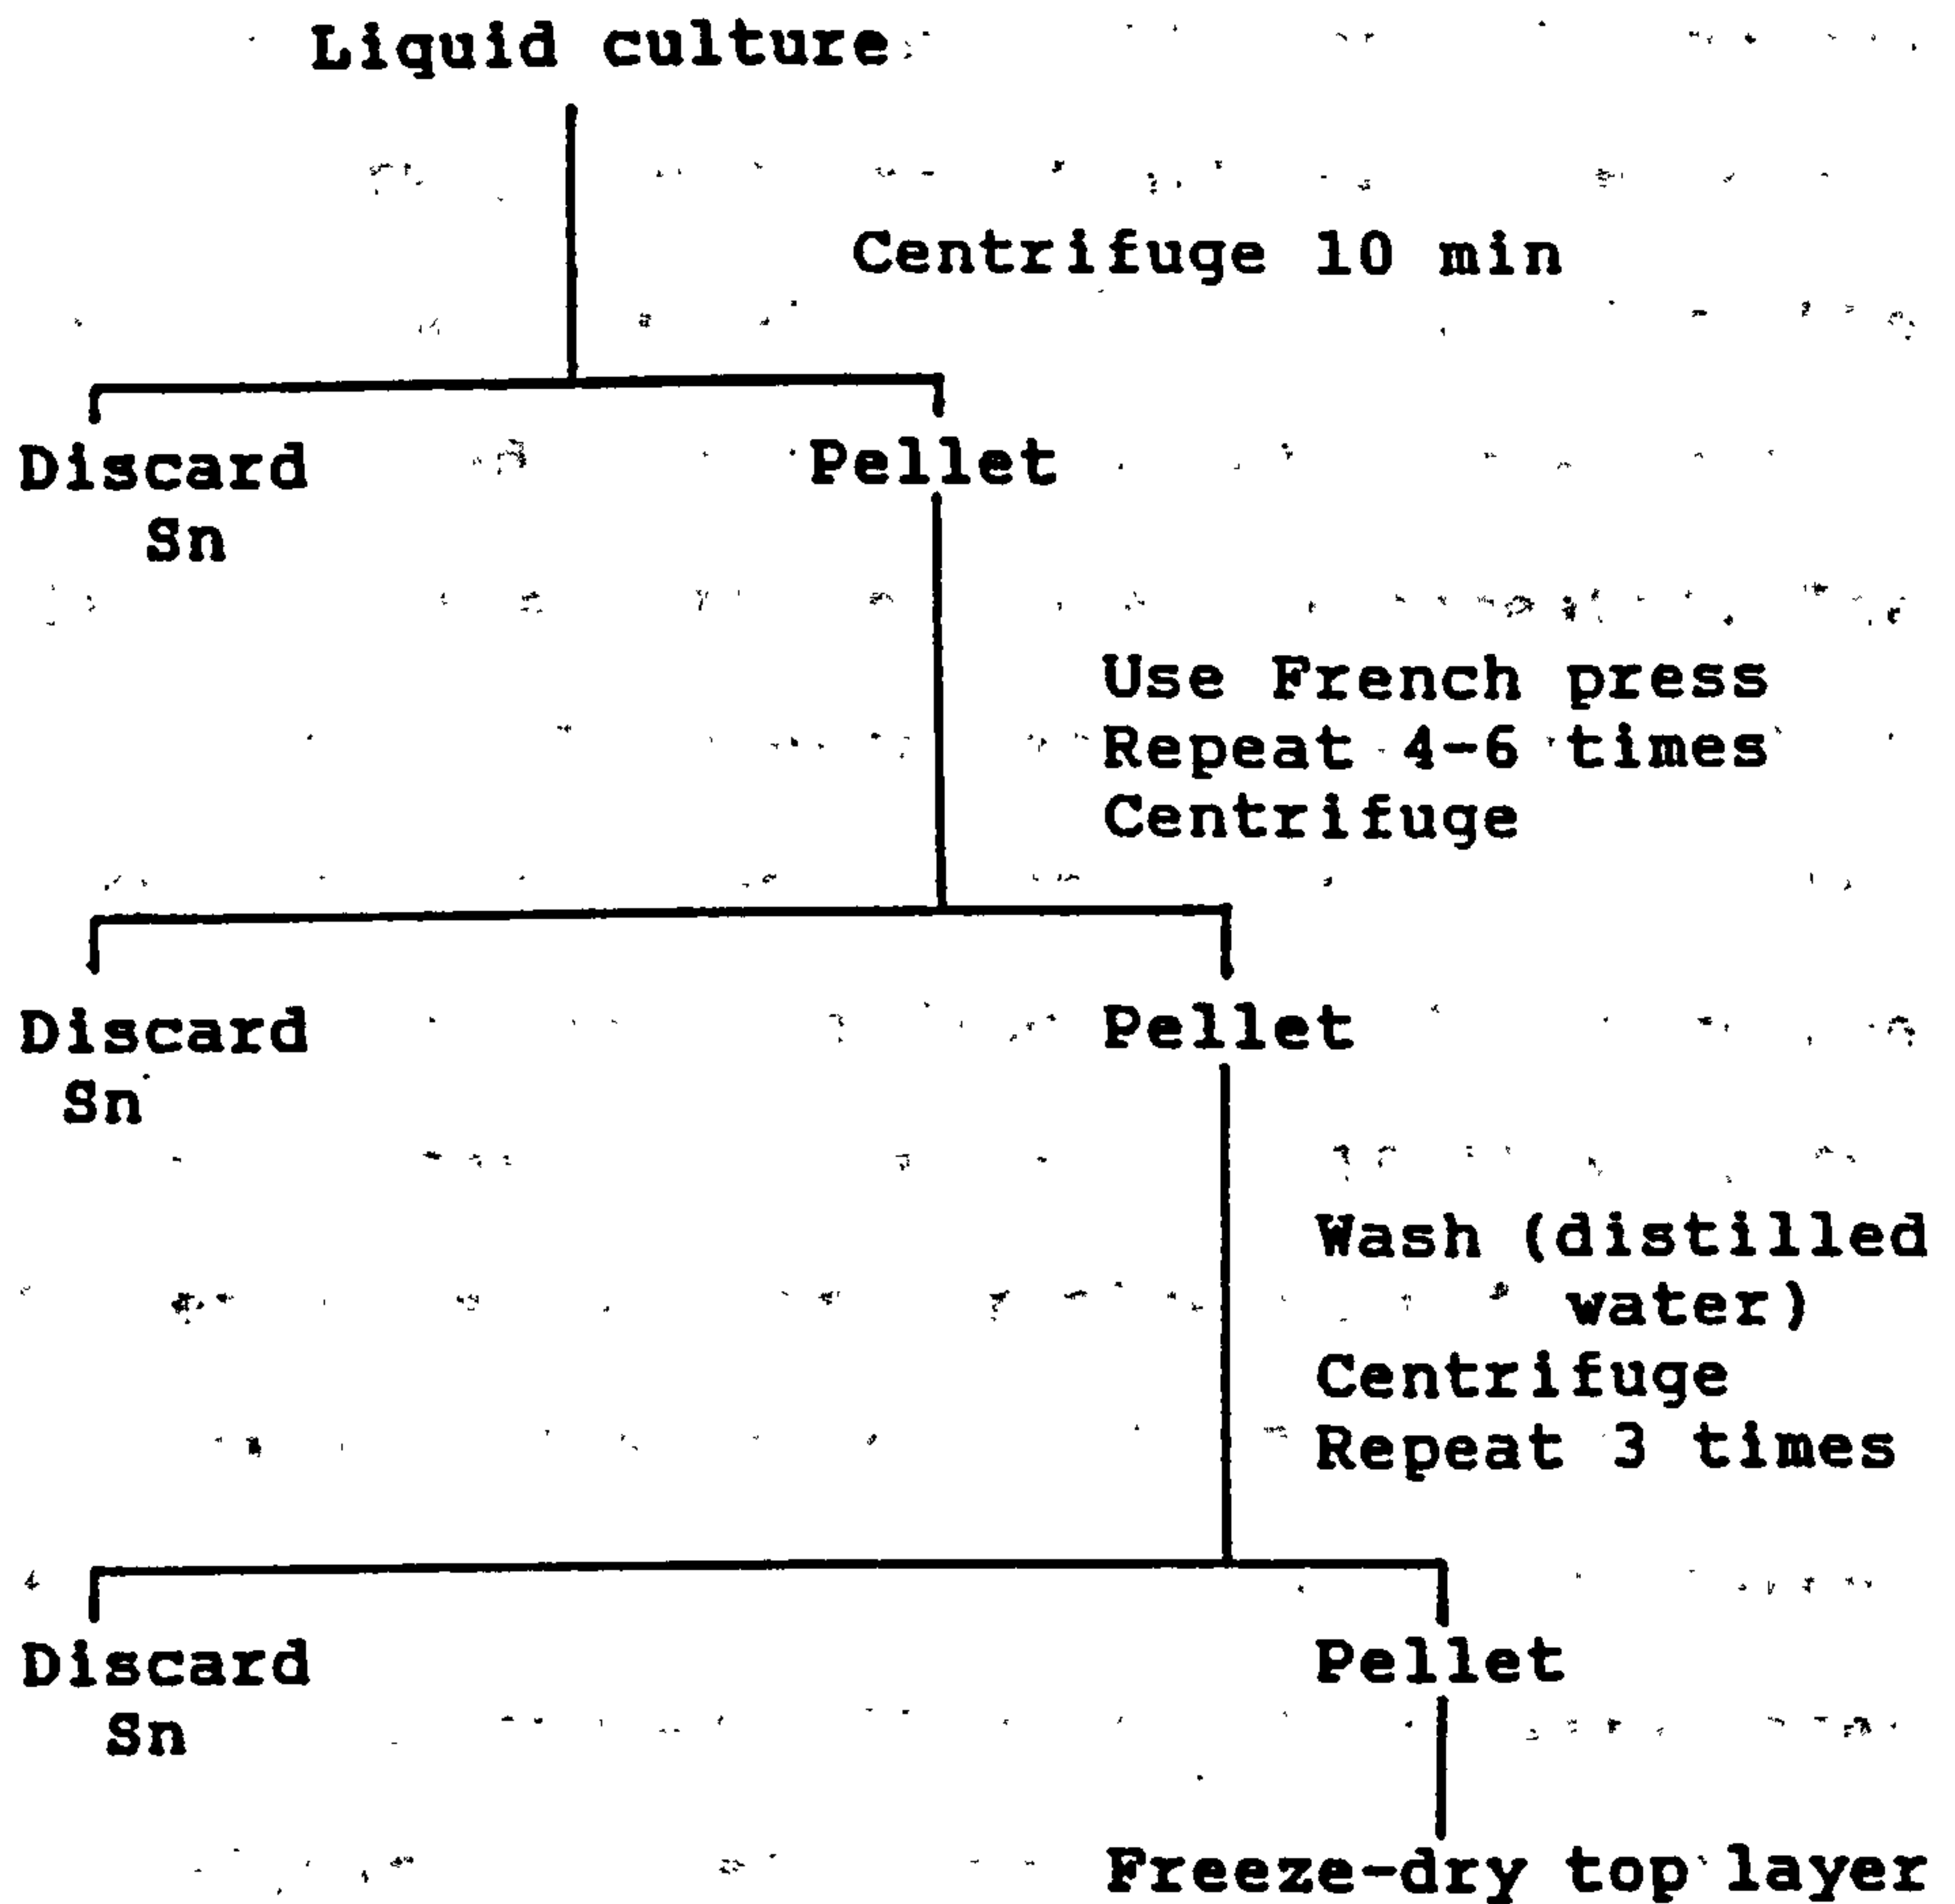 Liquid culture
Centrifuge 10 min
Discard
Sn
Pellet
Use French press
Repeat 4-6 times
Centrifuge
Discard
Sn
Pellet
Wash (distilled
water)
Centrifuge
Repeat 3 times
Discard
Sn
Pellet
Freeze-dry top layer